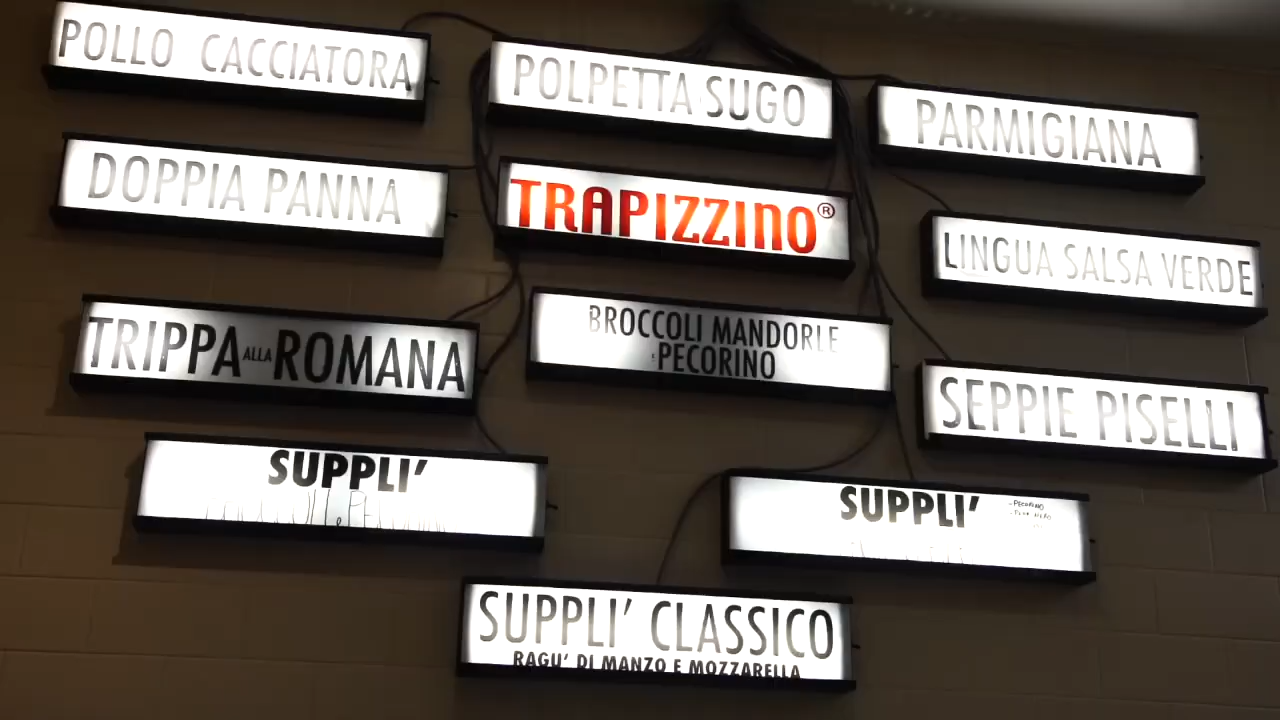 POLLO CACCIATORA
POLPETTA SUGO
PARMIGIANA
DOPPIA PANNA
TRAPIZZINO®
LINGUA SALSA VERDE
TRIPPA ALLA ROMANA
BROCCOLI MANDORLE
E PECORINO
SEPPIE PISELLI
SUPPLI'
SUPPLI'
- PECORINO
SUPPLI' CLASSICO
RAGU' DI MANZO E MOZZARELLA